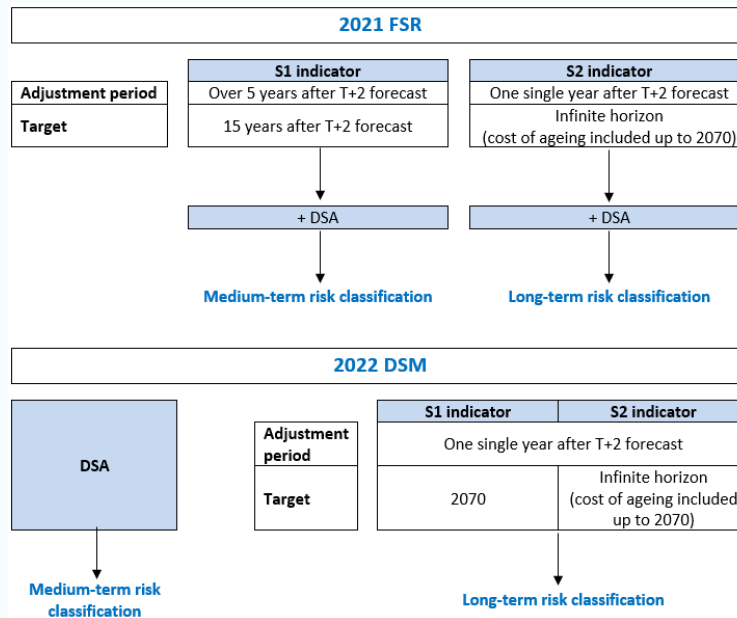 2021 FSR
S1 indicator
S2 indicator
Adjustment period
Over 5 years after T+2 forecast
One single year after T+2 forecast
Target
15 years after T+2 forecast
Infinite horizon
(cost of ageing included up to 2070)
+ DSA
+ DSA
Medium-term risk classification
Long-term risk classification
2022 DSM
DSA
S1 indicator
S2 indicator
Adjustment
period
One single year after T+2 forecast
Target
2070
Infinite horizon
(cost of ageing included
up to 2070)
Medium-term risk
classification
Long-term risk classification